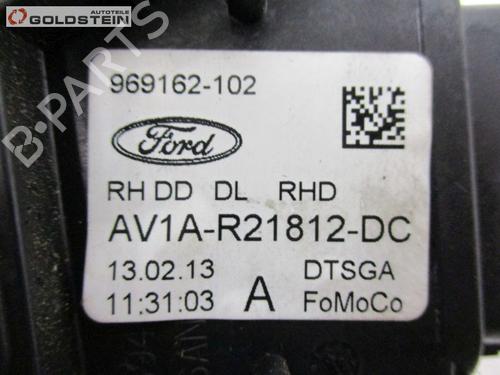 AUTOTEILE
GOLDSTEIN
B-PARTS
969162-102
Ford
RH DD DL RHD
AV1A-R21812-DC
13.02.13 DTSGA
11:31:03 A FoMoCo